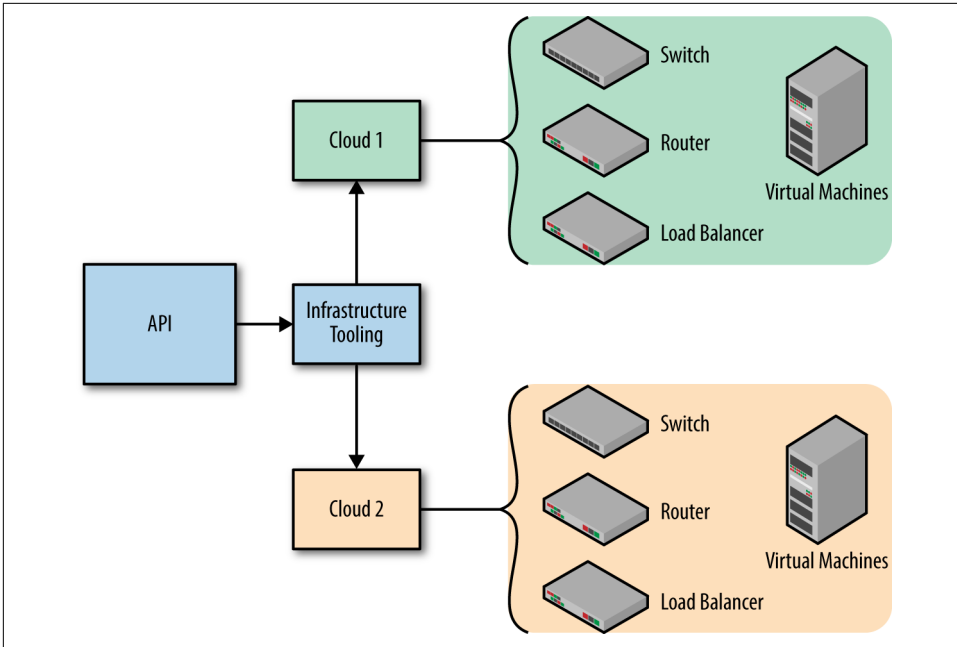 Switch
Cloud 1
Router
Virtual Machines
Load Balancer
API
Infrastructure
Tooling
Switch
Cloud 2
Router
Virtual Machines
Load Balancer